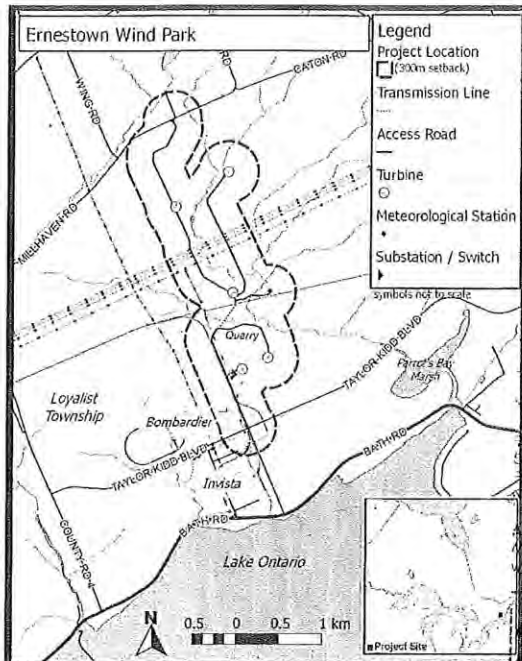 Ernestown Wind Park
Legend
Project Location
(300m setback)
Transmission Line
Access Road
Turbine
Meteorological Station
Substation / Switch
symbols not to scale
EATON RD
WING RD
MILLHAVEN RD
Quarry
TAYLOR-KIDD BLVD
Parrot's Bay
Marsh
Loyalist
Township
Bombardier
TAYLOR-KIDD BLVD
Invista
BATH RD
BATH RD
COUNTY RD 4
Lake Ontario
N
0.5 0 0.5 1 km
Project Site